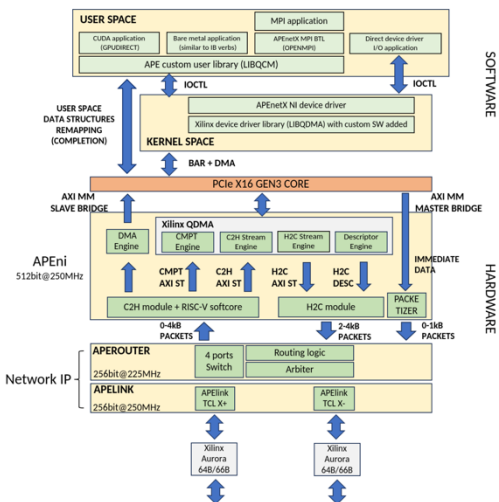 USER SPACE
MPI application
CUDA application
(GPUDIRECT)
Bare metal application
(similar to IB verbs)
APEnetX MPI BTL
(OPENMPI)
Direct device driver
I/O application
APE custom user library (LIBQCM)
IOCTL
IOCTL
SOFTWARE
USER SPACE
DATA STRUCTURES
REMAPPING
(COMPLETION)
APEnetX NI device driver
Xilinx device driver library (LIBQDMA) with custom SW added
KERNEL SPACE
BAR + DMA
PCIe X16 GEN3 CORE
AXI MM
SLAVE BRIDGE
AXI MM
MASTER BRIDGE
Xilinx QDMA
DMA
Engine
CMPT
Engine
C2H Stream
Engine
H2C Stream
Engine
Descriptor
Engine
APEni
512bit@250MHz
CMPT
AXI ST
C2H
AXI ST
H2C
AXI ST
H2C
DESC
IMMEDIATE
DATA
HARDWARE
C2H module + RISC-V softcore
H2C module
PACKE
TIZER
0-4kB
PACKETS
2-4kB
PACKETS
0-1kB
PACKETS
Network IP
APEROUTER
256bit@225MHz
4 ports
Switch
Routing logic
Arbiter
APELINK
256bit@250MHz
APElink
TCL X+
APElink
TCL X-
Xilinx
Aurora
64B/66B
Xilinx
Aurora
64B/66B